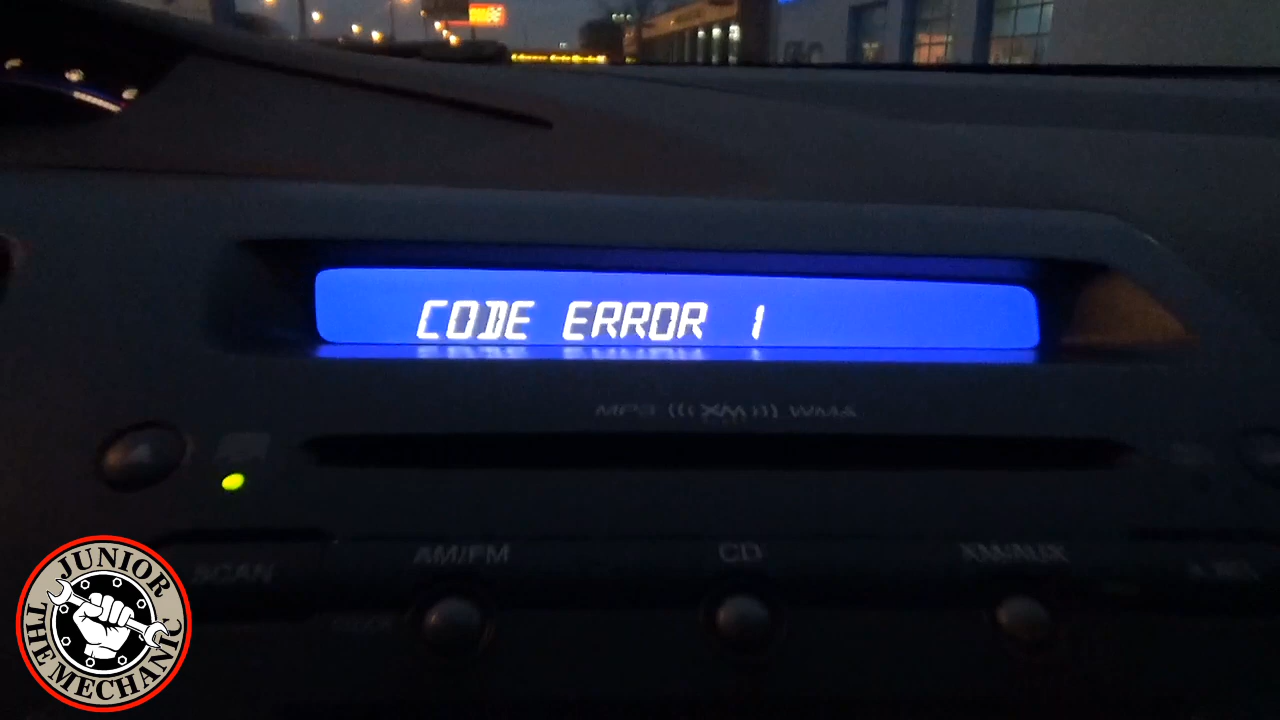 CODE ERROR 1
MP3 XM WMA
SCAN
AM/FM
CD
XM/AUX
JUNIOR
THE MECHANIC